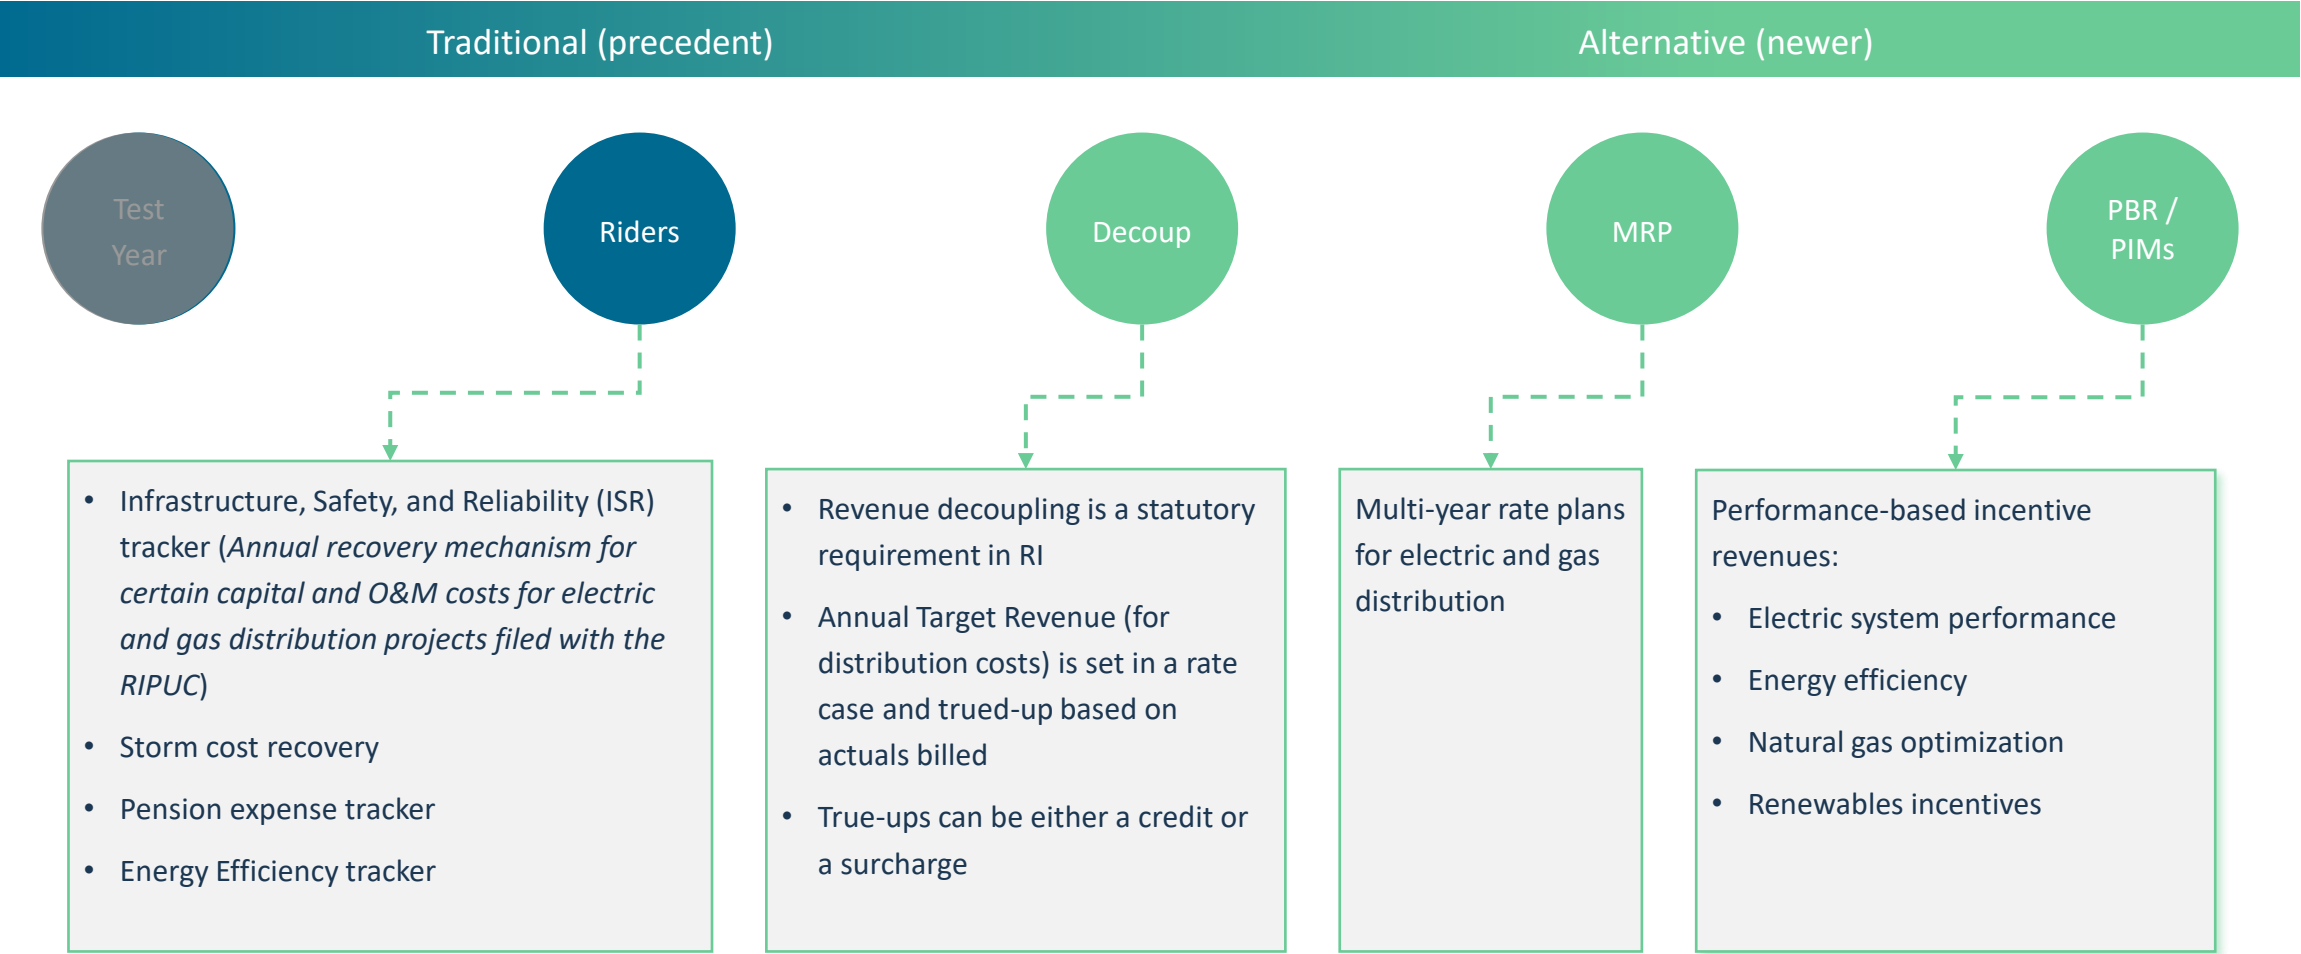 Traditional (precedent)
Alternative (newer)
Test
Year
Riders
Decoup
MRP
PBR /
PIMs
• Infrastructure, Safety, and Reliability (ISR)
tracker (Annual recovery mechanism for
certain capital and O&M costs for electric
and gas distribution projects filed with the
RIPUC)
• Storm cost recovery
• Pension expense tracker
• Energy Efficiency tracker
• Revenue decoupling is a statutory
requirement in RI
• Annual Target Revenue (for
distribution costs) is set in a rate
case and trued-up based on
actuals billed
• True-ups can be either a credit or
a surcharge
Multi-year rate plans
for electric and gas
distribution
Performance-based incentive
revenues:
• Electric system performance
• Energy efficiency
• Natural gas optimization
• Renewables incentives